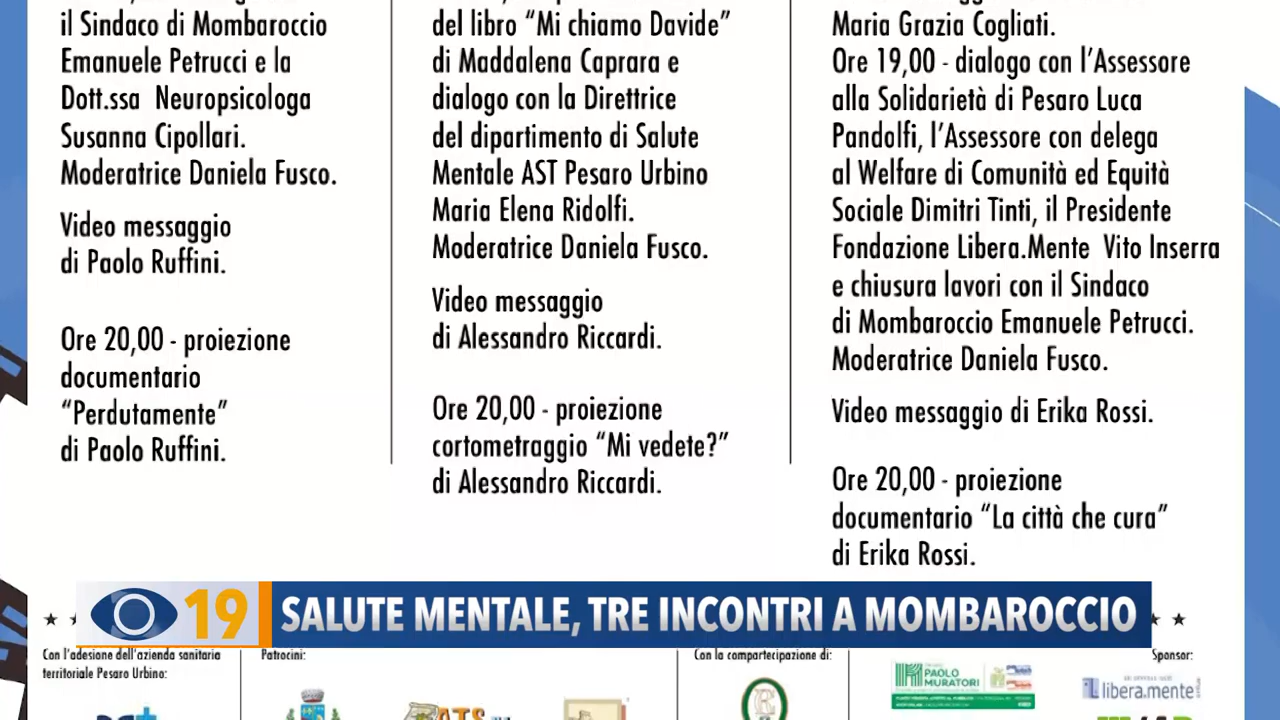 il Sindaco di Mombaroccio
Emanuele Petrucci e la
Dott.ssa Neuropsicologa
Susanna Cipollari.
Moderatrice Daniela Fusco.
Video messaggio
di Paolo Ruffini.
Ore 20,00 - proiezione
documentario
“Perdutamente”
di Paolo Ruffini.
del libro “Mi chiamo Davide”
di Maddalena Caprara e
dialogo con la Direttrice
del dipartimento di Salute
Mentale AST Pesaro Urbino
Maria Elena Ridolfi.
Moderatrice Daniela Fusco.
Video messaggio
di Alessandro Riccardi.
Ore 20,00 - proiezione
cortometraggio “Mi vedete?”
di Alessandro Riccardi.
Maria Grazia Cogliati.
Ore 19,00 - dialogo con l’Assessore
alla Solidarietà di Pesaro Luca
Pandolfi, l’Assessore con delega
al Welfare di Comunità ed Equità
Sociale Dimitri Tinti, il Presidente
Fondazione Libera.Mente Vito Inserra
e chiusura lavori con il Sindaco
di Mombaroccio Emanuele Petrucci.
Moderatrice Daniela Fusco.
Video messaggio di Erika Rossi.
Ore 20,00 - proiezione
documentario “La città che cura”
di Erika Rossi.
19 SALUTE MENTALE, TRE INCONTRI A MOMBAROCCIO
Con l’adesione dell’azienda sanitaria
territoriale Pesaro Urbino:
Patrocini:
ATS
Con la compartecipazione di:
PAOLO
MURATORI
Sponsor:
libera.mente